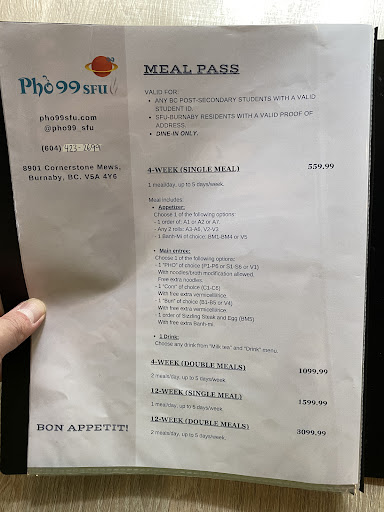 Phở 99 SFU
pho99sfu.com
@pho99_sfu
(604) 423-2699
8901 Cornerstone Mews,
Burnaby, BC, V5A 4Y6
BON APPETIT!
MEAL PASS
VALID FOR:
• ANY BC POST-SECONDARY STUDENTS WITH A VALID
STUDENT ID.
• SFU-BURNABY RESIDENTS WITH A VALID PROOF OF
ADDRESS.
• DINE-IN ONLY.
4-WEEK (SINGLE MEAL) 559.99
1 meal/day, up to 5 days/week.
Meal includes:
• Appetizer:
Choose 1 of the following options:
- 1 order of: A1 or A2 or A7.
- Any 2 rolls: A3-A6, V2-V3
- 1 Banh-Mi of choice: BM1-BM4 or V5
• Main entree:
Choose 1 of the following options:
- 1 "PHO" of choice (P1-P6 or S1-S6 or V1)
With noodles/broth modification allowed.
Free extra noodles.
- 1 "Com" of choice (C1-C6)
With free extra vermicelli/rice.
- 1 "Bun" of choice (B1-B5 or V4)
With free extra vermicelli/rice.
- 1 order of Sizzling Steak and Egg (BM5)
With free extra Banh-mi
• 1 Drink:
Choose any drink from "Milk tea" and "Drink" menu.
4-WEEK (DOUBLE MEALS) 1099.99
2 meals/day, up to 5 days/week.
12-WEEK (SINGLE MEAL) 1599.99
1 meal/day, up to 5 days/week.
12-WEEK (DOUBLE MEALS) 3099.99
2 meals/day, up to 5 days/week.